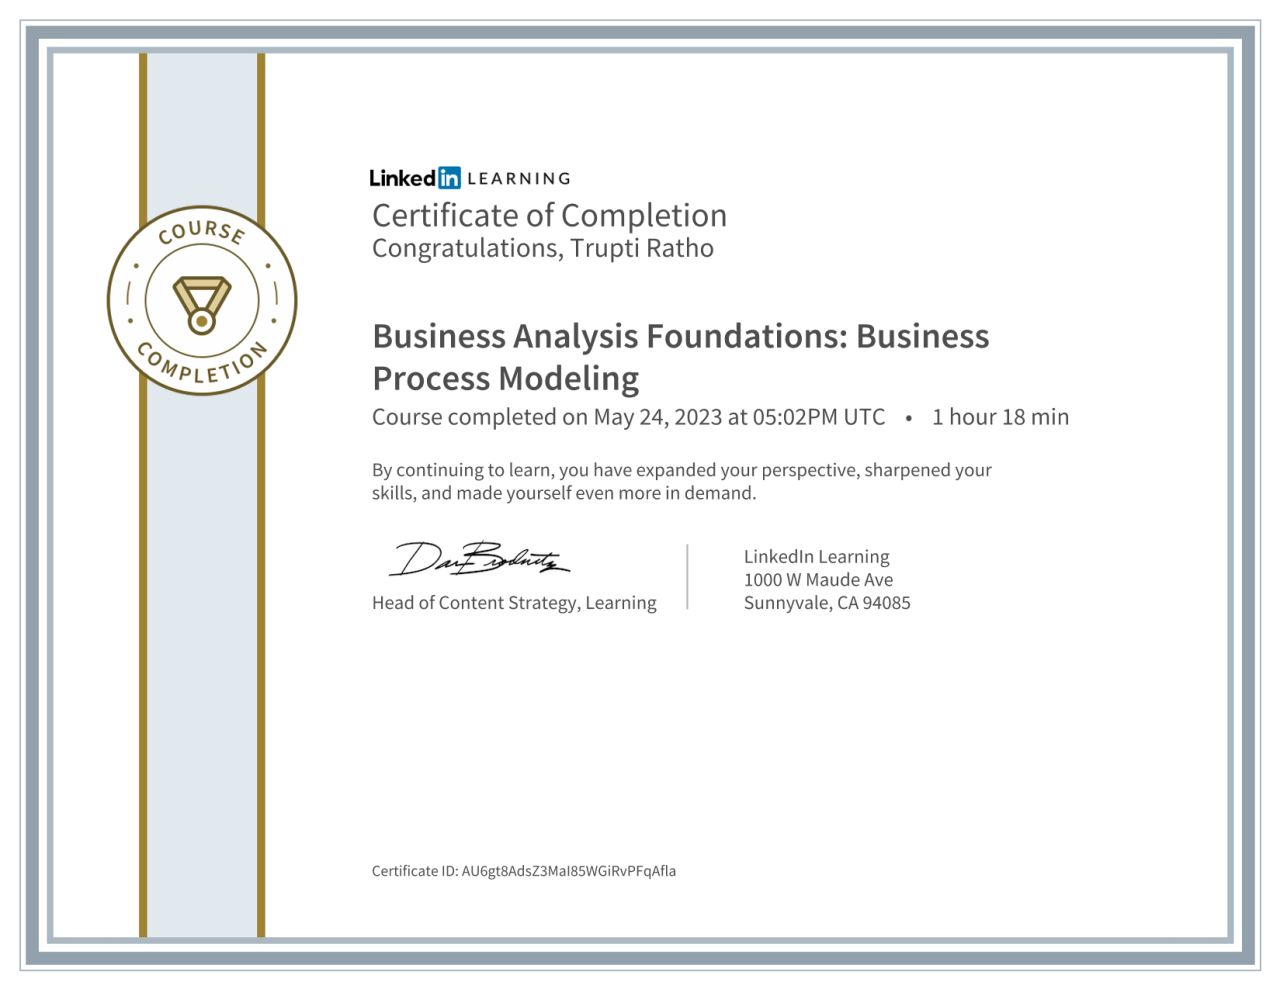 COURSE
COMPLETION
Linked in LEARNING
Certificate of Completion
Congratulations, Trupti Ratho
Business Analysis Foundations: Business
Process Modeling
Course completed on May 24, 2023 at 05:02PM UTC • 1 hour 18 min
By continuing to learn, you have expanded your perspective, sharpened your
skills, and made yourself even more in demand.
Head of Content Strategy, Learning
LinkedIn Learning
1000 W Maude Ave
Sunnyvale, CA 94085
Certificate ID: AU6gt8AdsZ3MaI85WGiRvPFqAfla